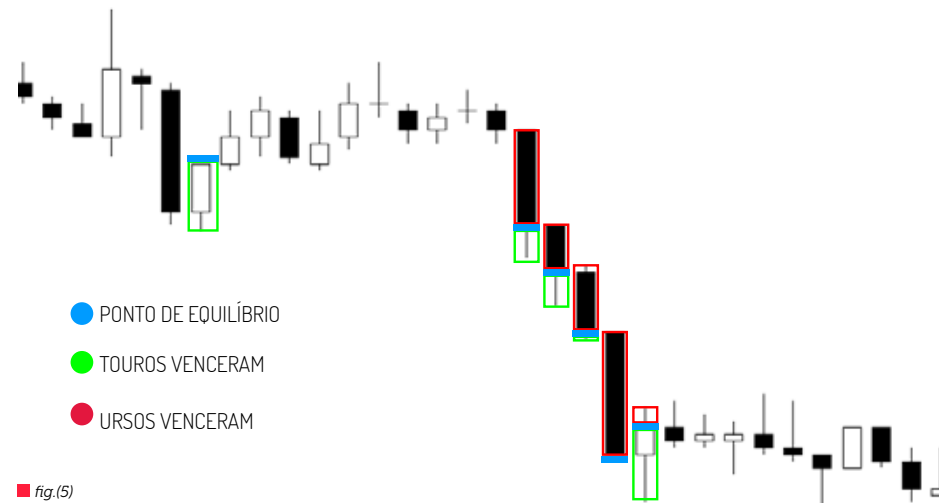 PONTO DE EQUILÍBRIO
TOUROS VENCERAM
URSOS VENCERAM
fig.(5)